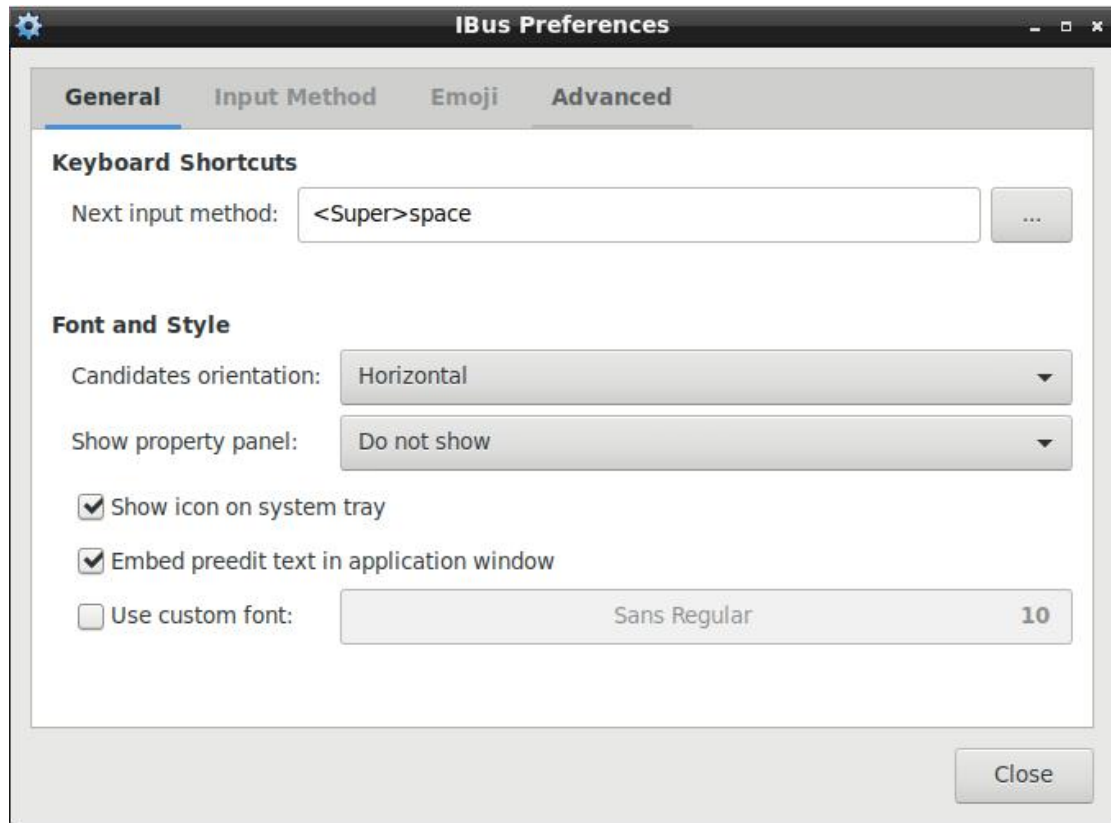 IBus Preferences
General Input Method Emoji Advanced
Keyboard Shortcuts
Next input method: <Super>space ...
Font and Style
Candidates orientation: Horizontal
Show property panel: Do not show
Show icon on system tray
Embed preedit text in application window
Use custom font: Sans Regular 10
Close